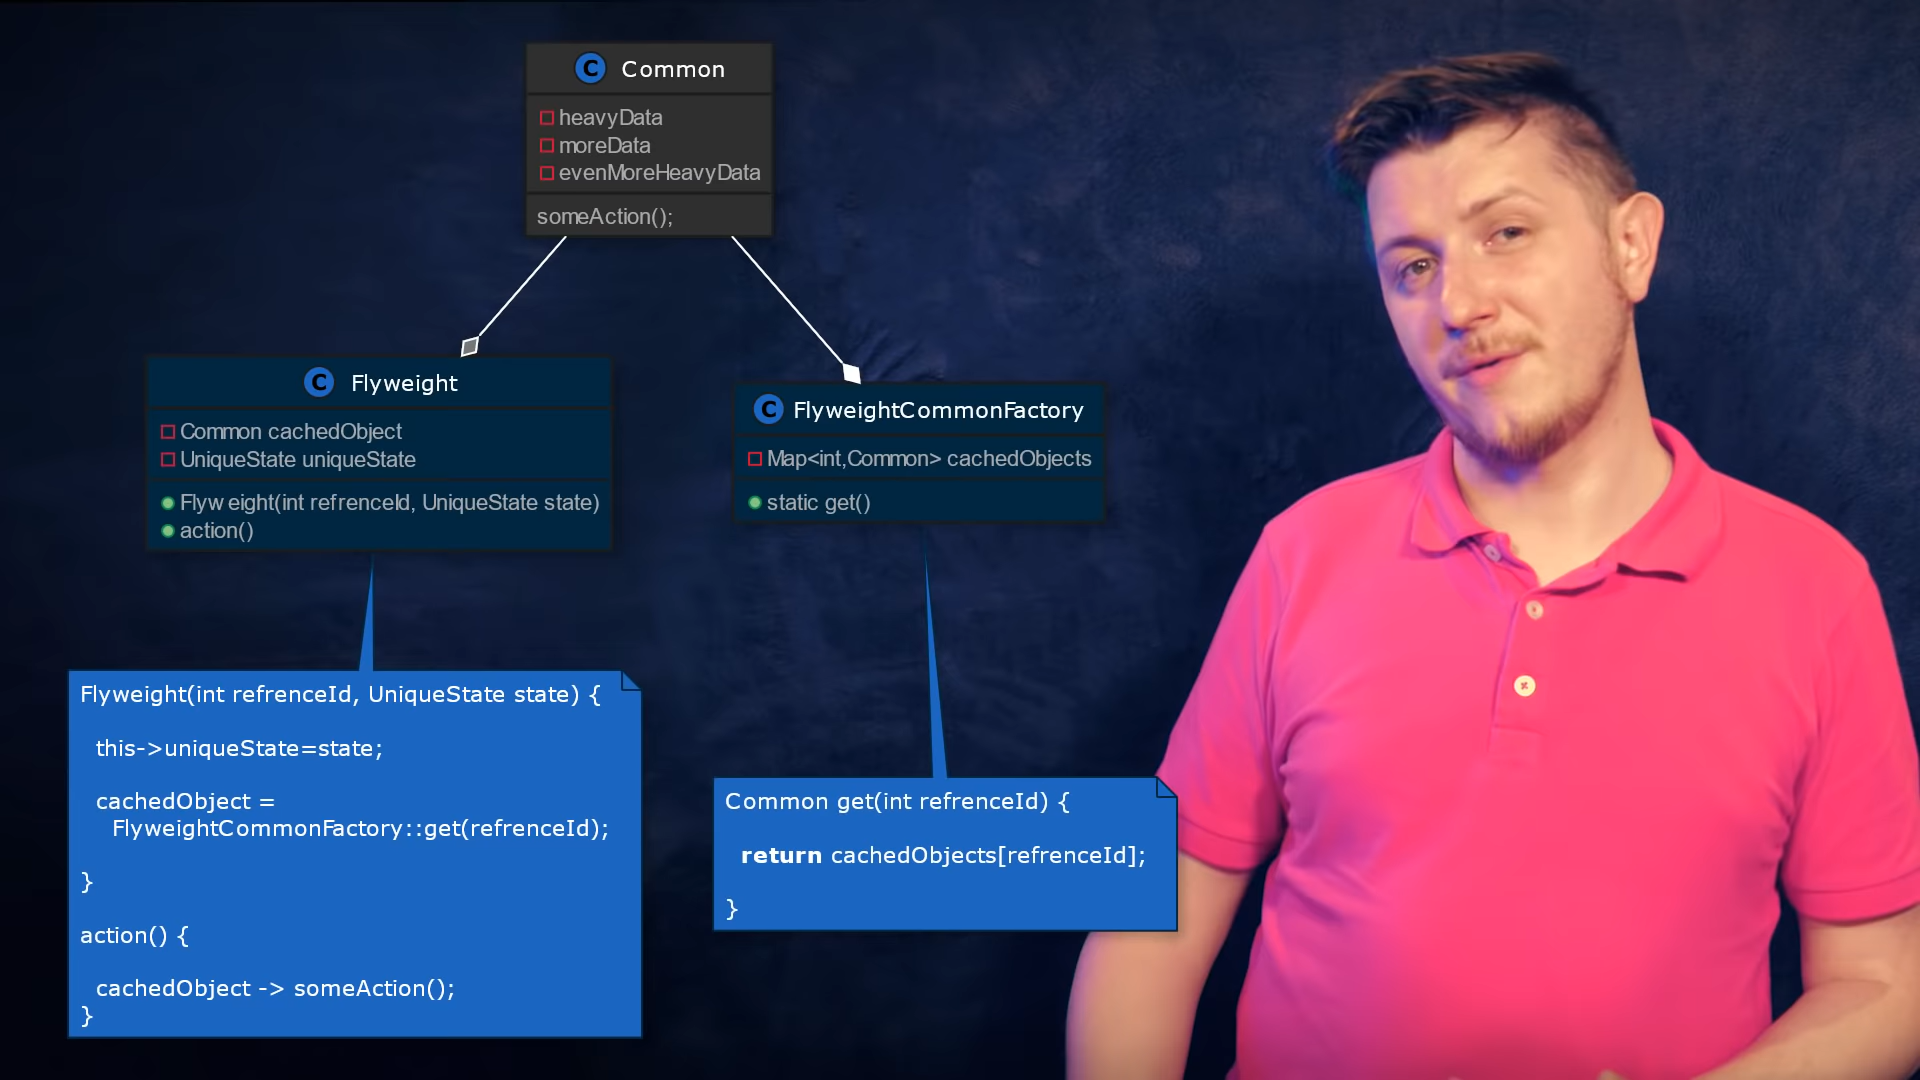 C Common
heavyData
moreData
evenMoreHeavyData
someAction();
C Flyweight
Common cachedObject
UniqueState uniqueState
Flyweight(int refrenceId, UniqueState state)
action()
C FlyweightCommonFactory
Map<int,Common> cachedObjects
static get()
Flyweight(int refrenceId, UniqueState state) {
this->uniqueState=state;
cachedObject =
FlyweightCommonFactory::get(refrenceId);
}
action() {
cachedObject -> someAction();
}
Common get(int refrenceId) {
return cachedObjects[refrenceId];
}